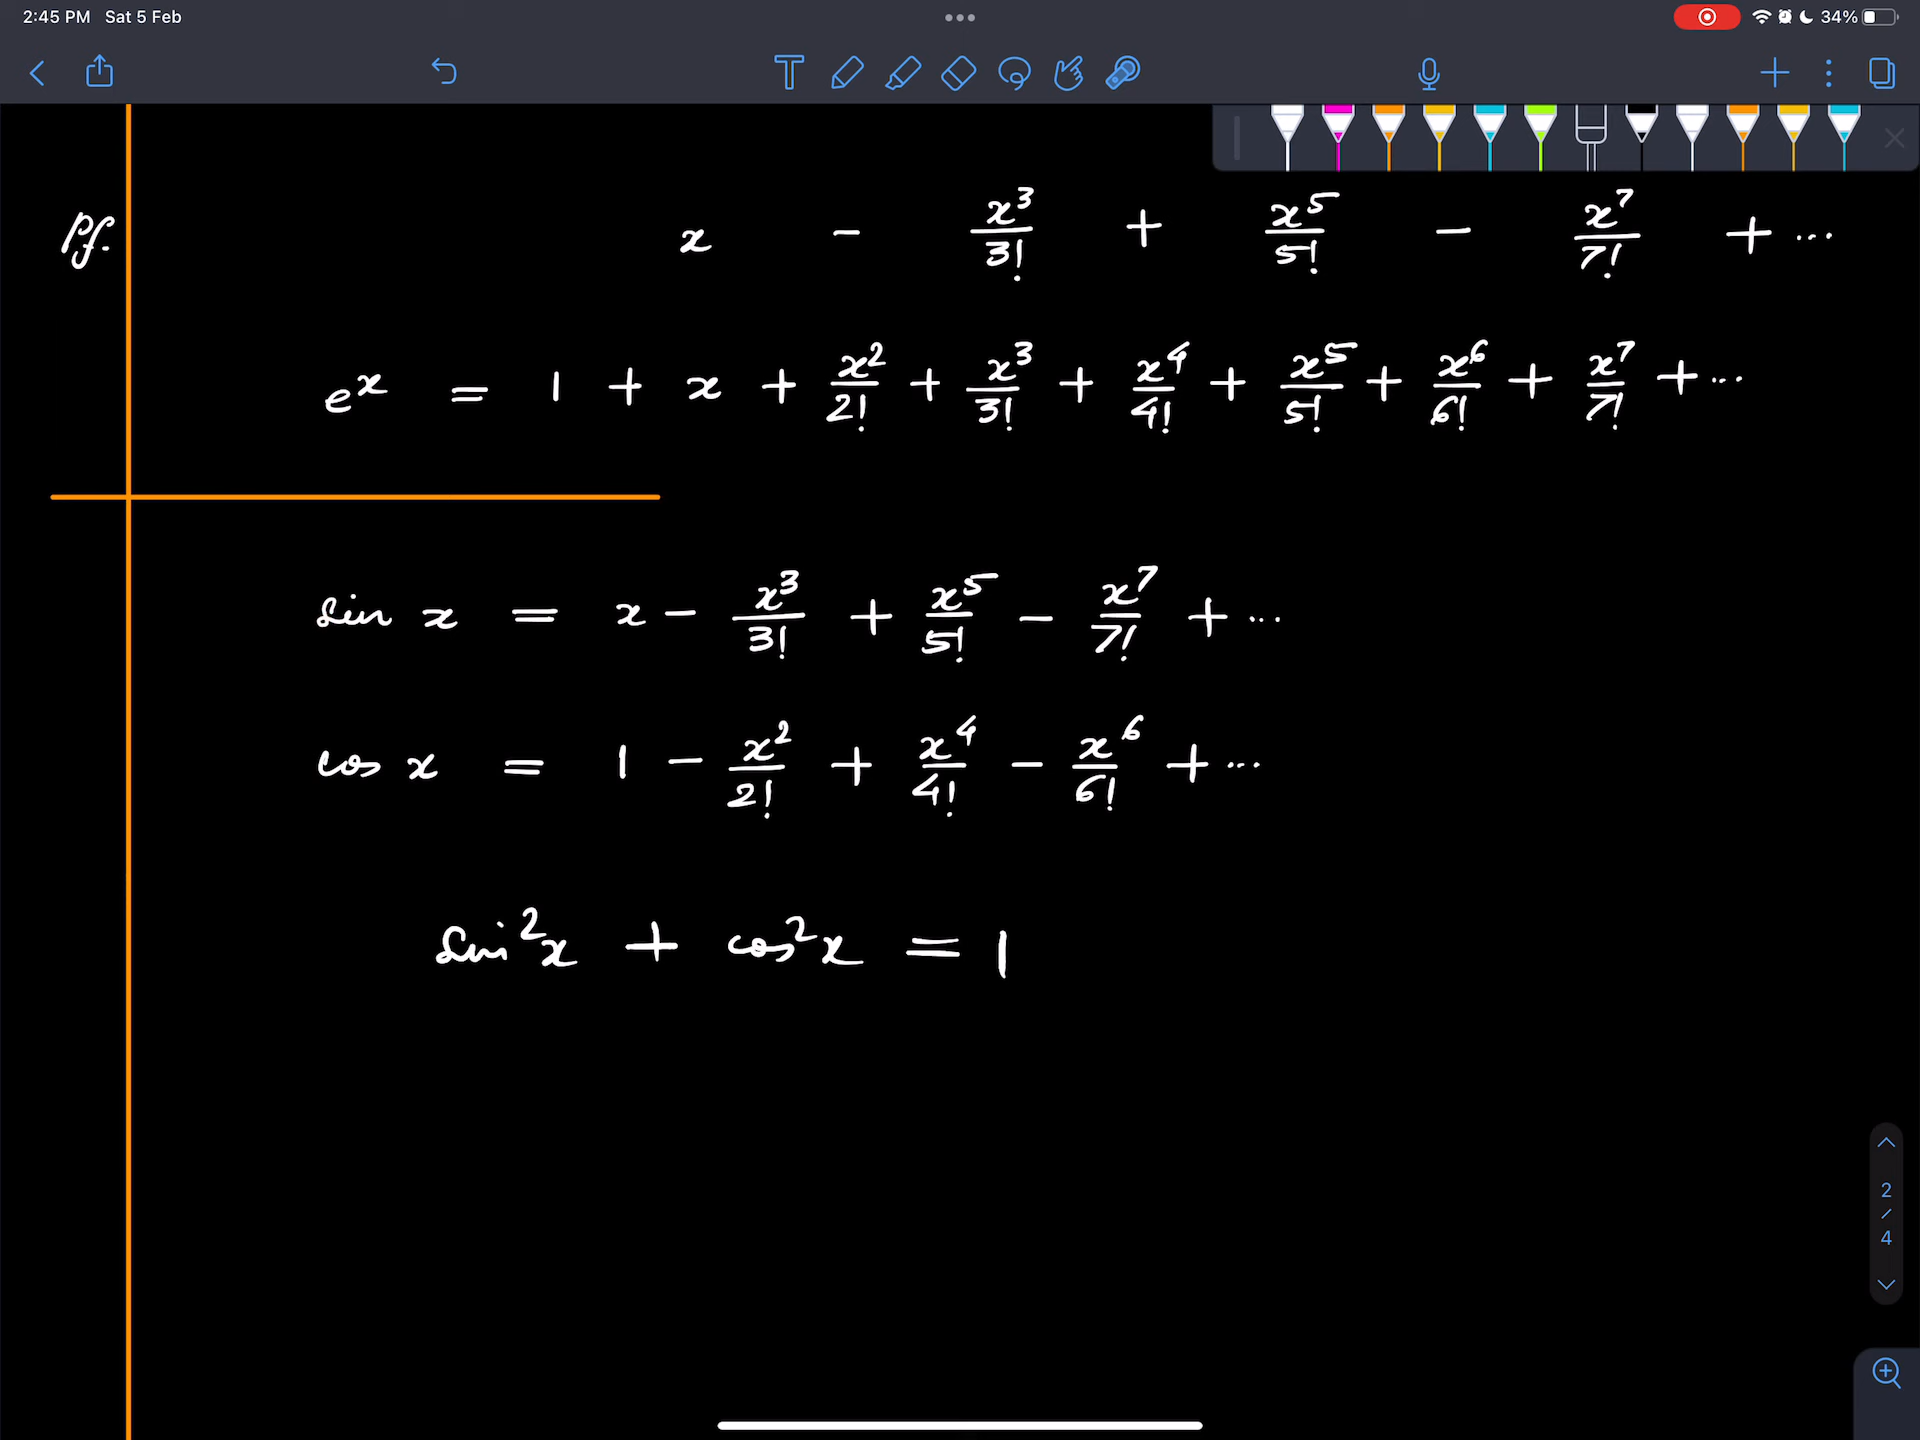 2:45 PM Sat 5 Feb
34%
pf.
x - x³/3! + x⁵/5! - x⁷/7! + ...
eˣ = 1 + x + x²/2! + x³/3! + x⁴/4! + x⁵/5! + x⁶/6! + x⁷/7! + ...
sin x = x - x³/3! + x⁵/5! - x⁷/7! + ...
cos x = 1 - x²/2! + x⁴/4! - x⁶/6! + ...
sin²x + cos²x = 1
2
/
4